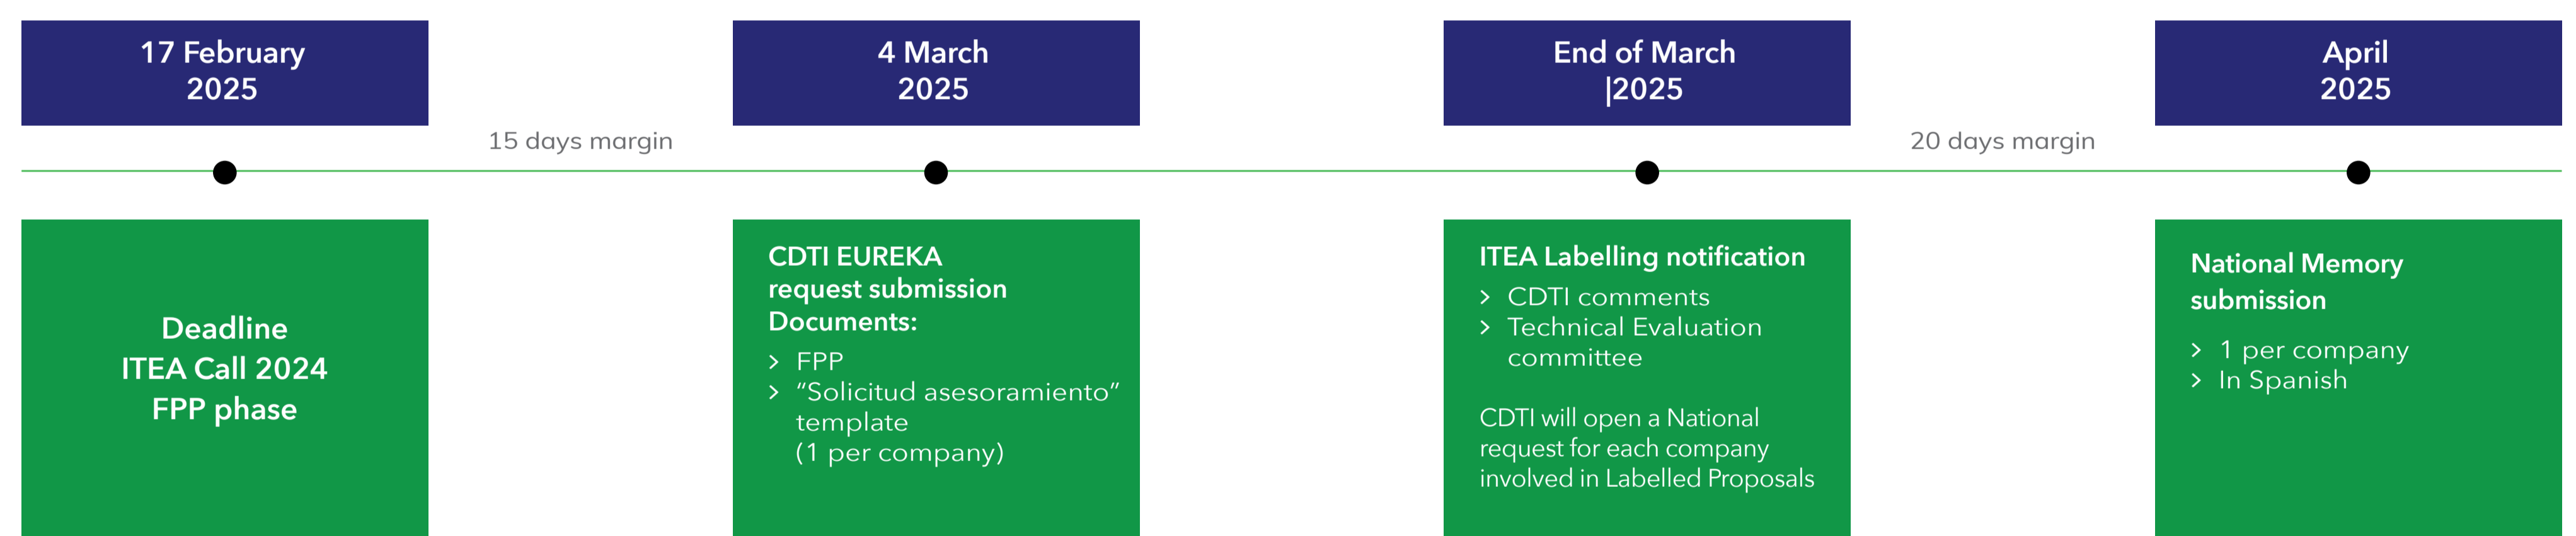 17 February
2025
15 days margin
4 March
2025
End of March
|2025
20 days margin
April
2025
Deadline
ITEA Call 2024
FPP phase
CDTI EUREKA
request submission
Documents:
> FPP
> “Solicitud asesoramiento”
template
(1 per company)
ITEA Labelling notification
> CDTI comments
> Technical Evaluation
committee
CDTI will open a National
request for each company
involved in Labelled Proposals
National Memory
submission
> 1 per company
> In Spanish